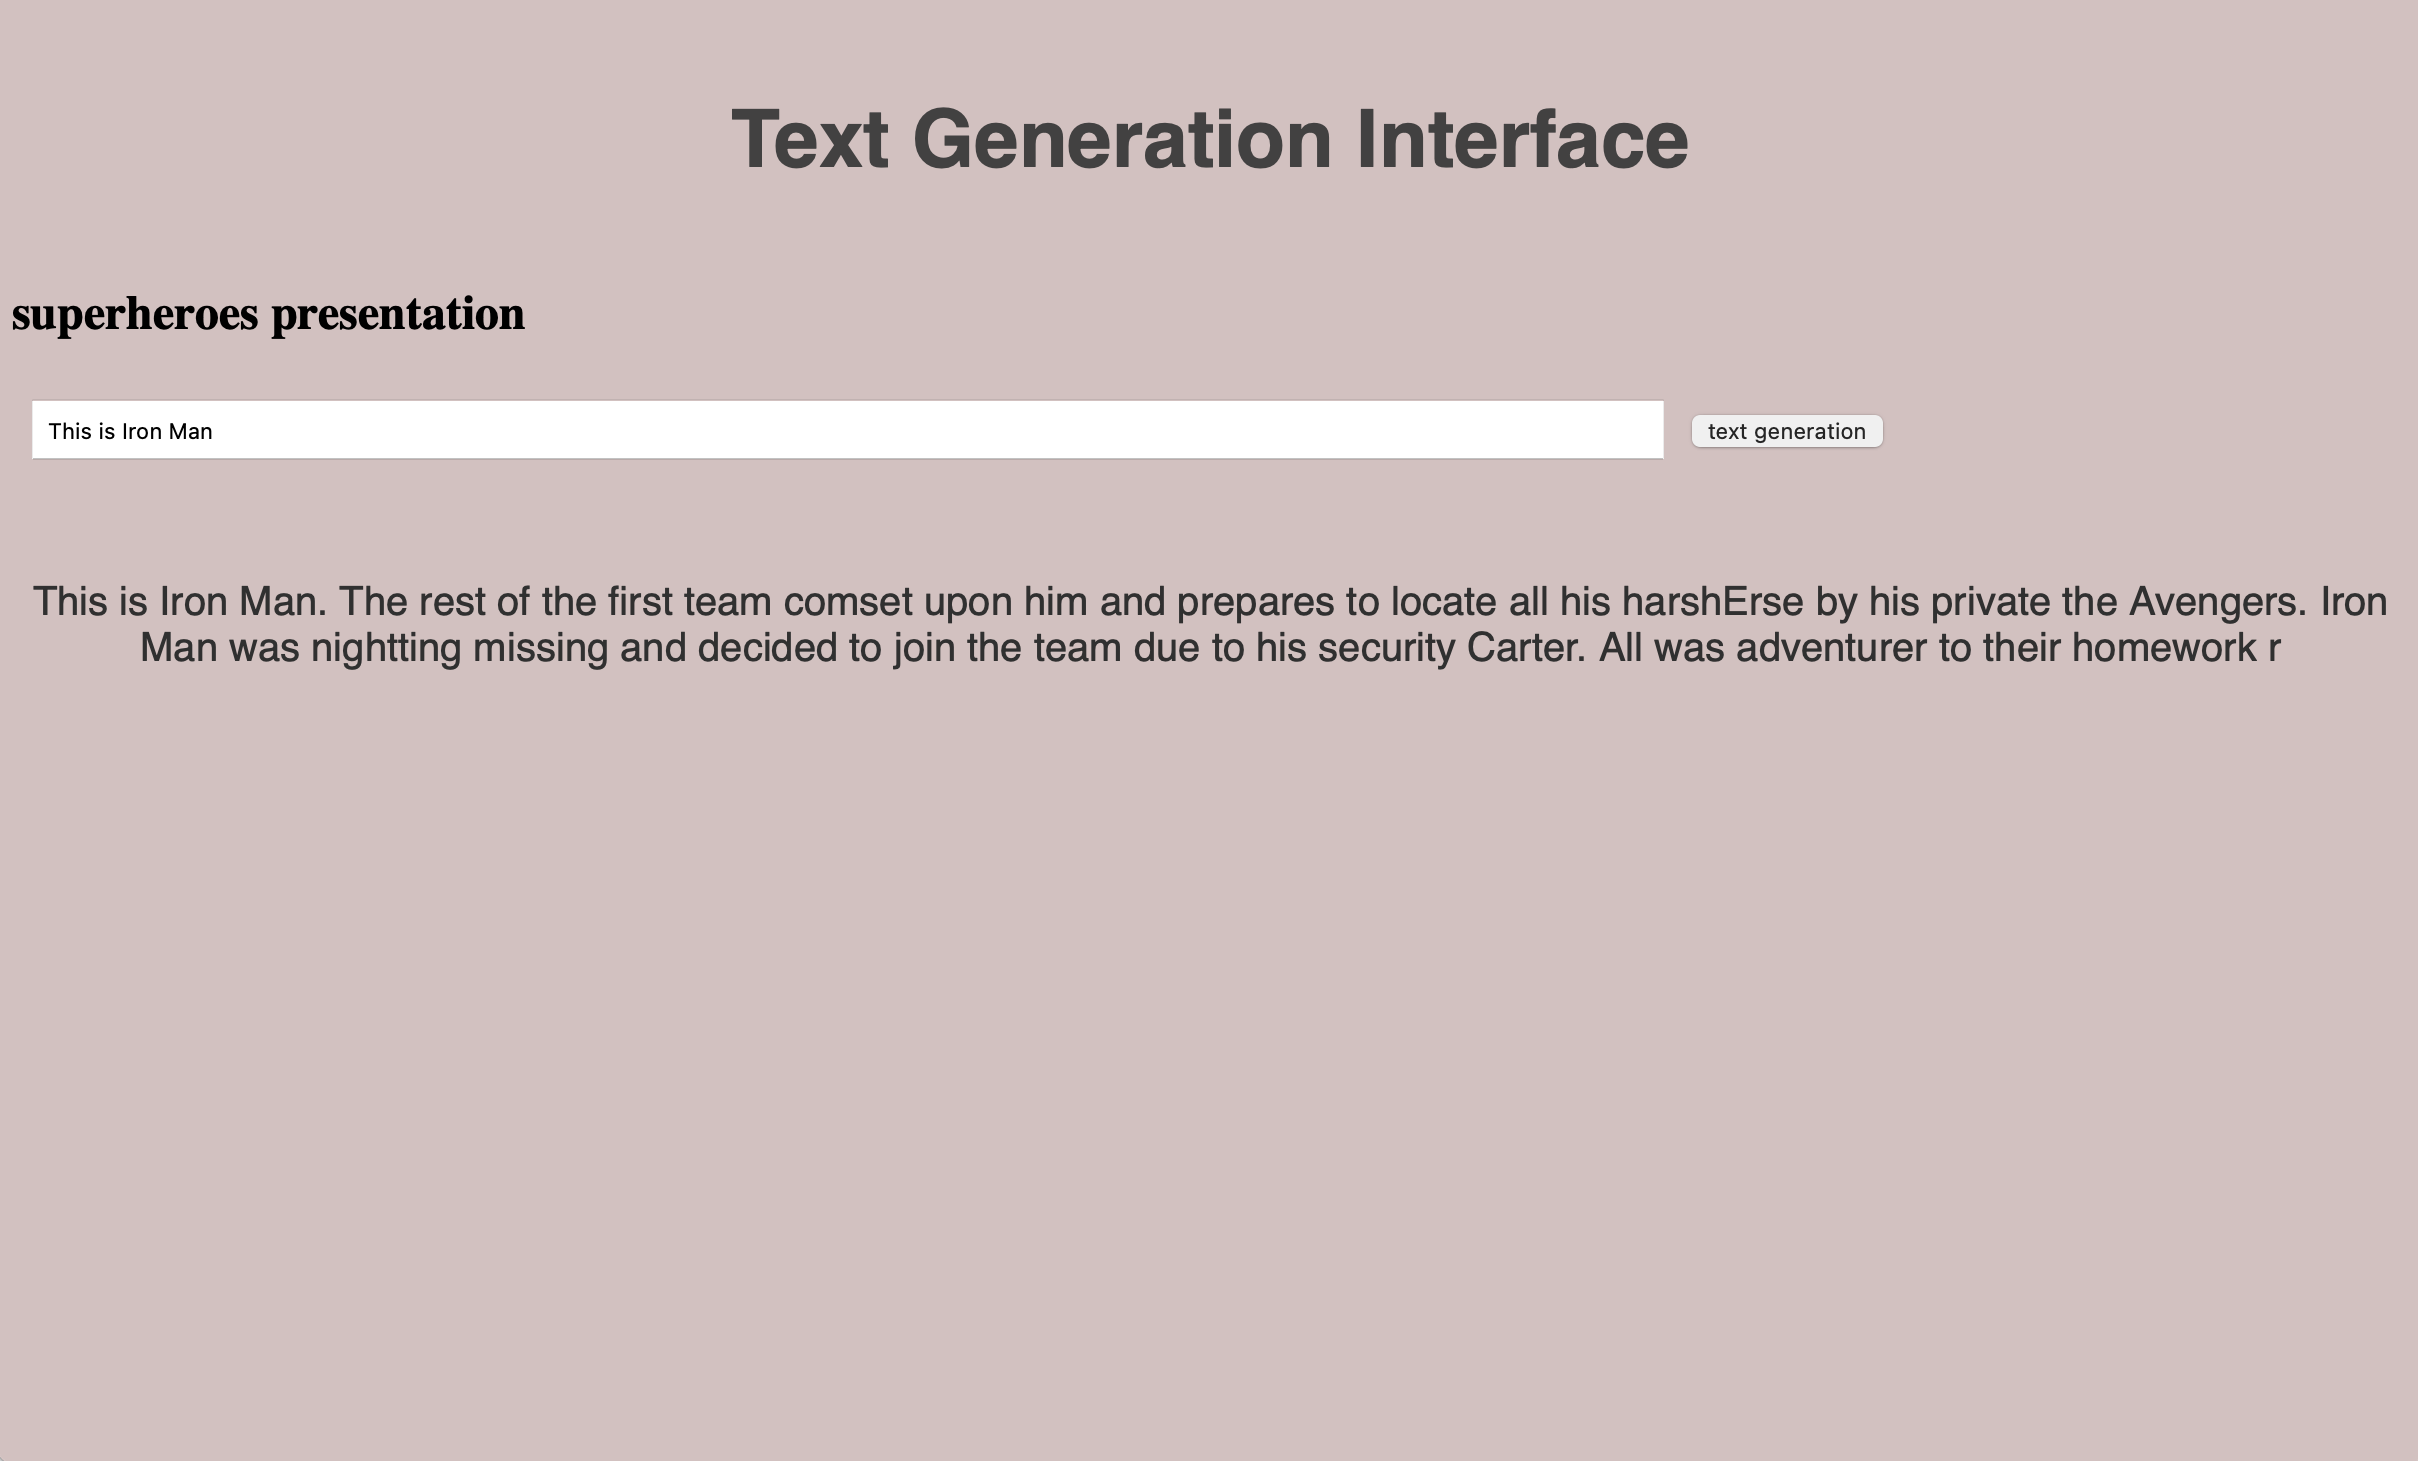 Text Generation Interface
superheroes presentation
This is Iron Man text generation
This is Iron Man. The rest of the first team comset upon him and prepares to locate all his harshErse by his private the Avengers. Iron
Man was nightting missing and decided to join the team due to his security Carter. All was adventurer to their homework r